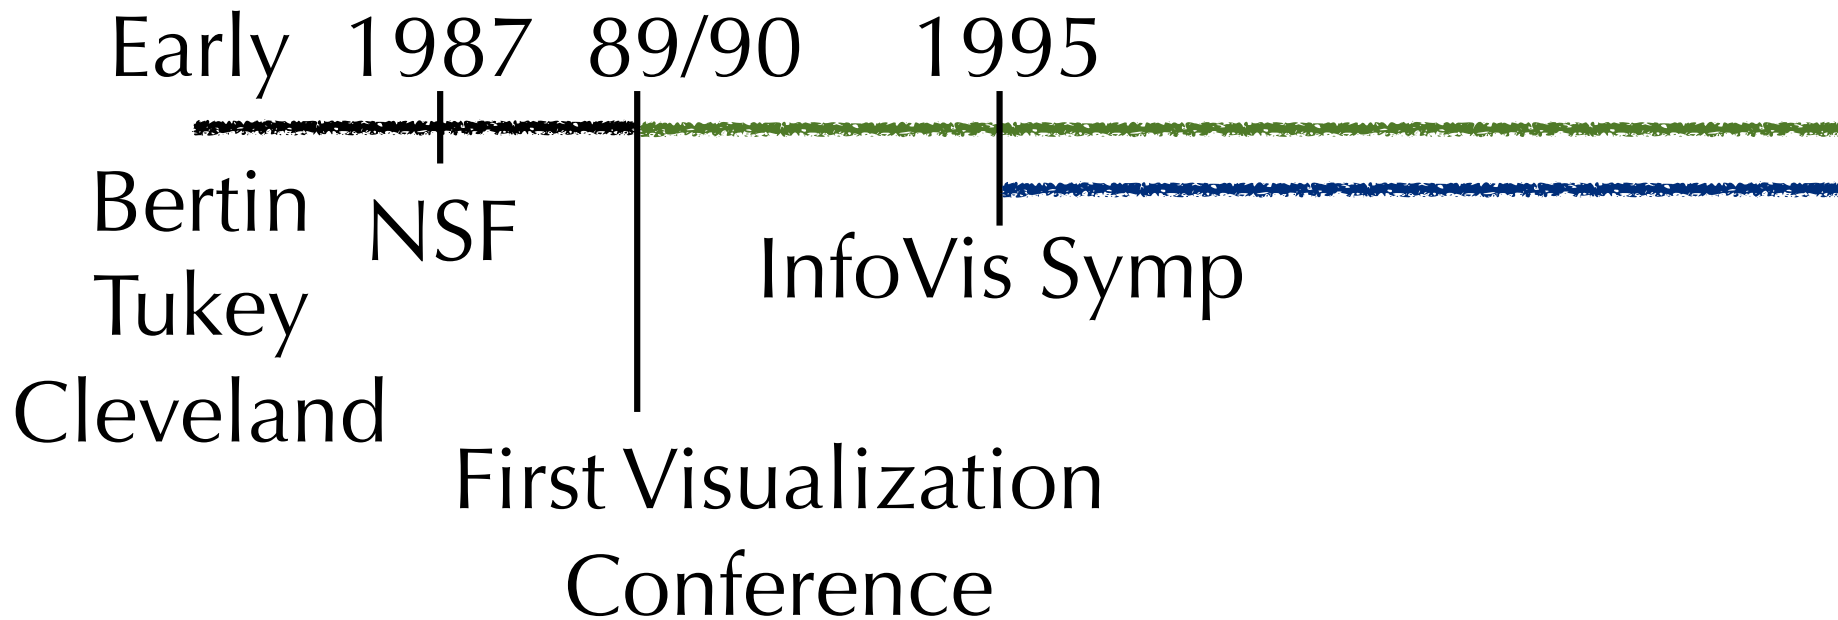 Early 1987 89/90 1995
Bertin
Tukey
Cleveland
NSF
InfoVis Symp
First Visualization
Conference